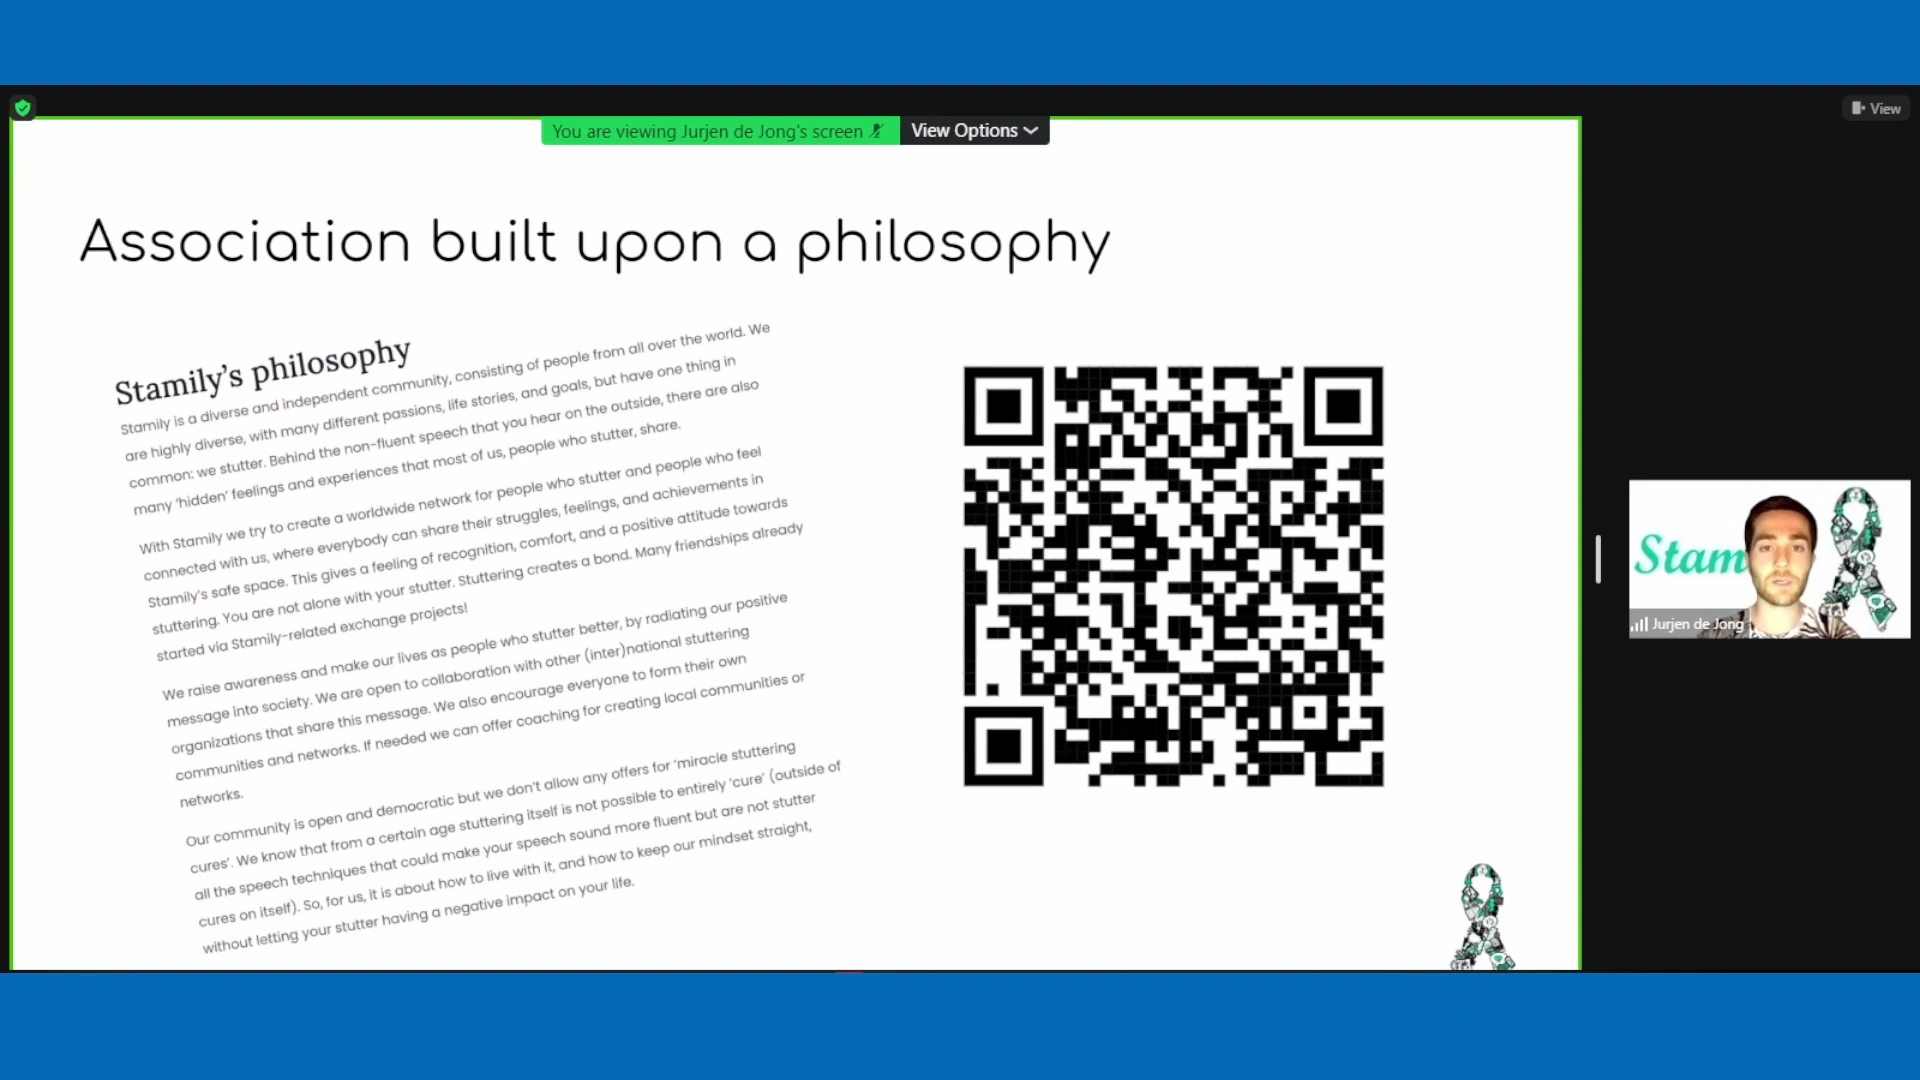 View
You are viewing Jurjen de Jong's screen
View Options
Association built upon a philosophy
Stamily's philosophy
Stamily is a diverse and independent community, consisting of people from all over the world. We
are highly diverse, with many different passions, life stories, and goals, but have one thing in
common: we stutter. Behind the non-fluent speech that you hear on the outside, there are also
many 'hidden' feelings and experiences that most of us, people who stutter, share.
With Stamily we try to create a worldwide network for people who stutter and people who feel
connected with us, where everybody can share their struggles, feelings, and achievements in
Stamily's safe space. This gives a feeling of recognition, comfort, and a positive attitude towards
stuttering. You are not alone with your stutter. Stuttering creates a bond. Many friendships already
started via Stamily-related exchange projects!
We raise awareness and make our lives as people who stutter better, by radiating our positive
message into society. We are open to collaboration with other (inter)national stuttering
organizations that share this message. We also encourage everyone to form their own
communities and networks. If needed we can offer coaching for creating local communities or
networks.
Our community is open and democratic but we don't allow any offers for 'miracle stuttering
cures'. We know that from a certain age stuttering itself is not possible to entirely 'cure' (outside of
all the speech techniques that could make your speech sound more fluent but are not stutter
cures on itself). So, for us, it is about how to live with it, and how to keep our mindset straight,
without letting your stutter having a negative impact on your life.
Stam
Jurjen de Jong